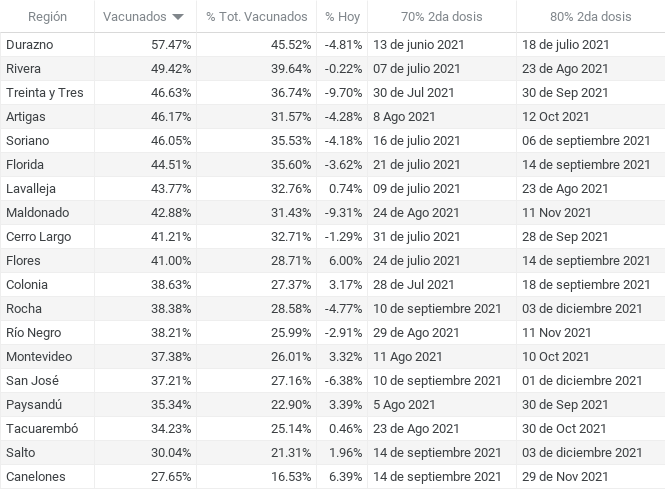 Región Vacunados % Tot. Vacunados % Hoy 70% 2da dosis 80% 2da dosis
Durazno 57.47% 45.52% -4.81% 13 de junio 2021 18 de julio 2021
Rivera 49.42% 39.64% -0.22% 07 de julio 2021 23 de Ago 2021
Treinta y Tres 46.63% 36.74% -9.70% 30 de Jul 2021 30 de Sep 2021
Artigas 46.17% 31.57% -4.28% 8 Ago 2021 12 Oct 2021
Soriano 46.05% 35.53% -4.18% 16 de julio 2021 06 de septiembre 2021
Florida 44.51% 35.60% -3.62% 21 de julio 2021 14 de septiembre 2021
Lavalleja 43.77% 32.76% 0.74% 09 de julio 2021 23 de Ago 2021
Maldonado 42.88% 31.43% -9.31% 24 de Ago 2021 11 Nov 2021
Cerro Largo 41.21% 32.71% -1.29% 31 de julio 2021 28 de Sep 2021
Flores 41.00% 28.71% 6.00% 24 de julio 2021 14 de septiembre 2021
Colonia 38.63% 27.37% 3.17% 28 de Jul 2021 18 de septiembre 2021
Rocha 38.38% 28.58% -4.77% 10 de septiembre 2021 03 de diciembre 2021
Río Negro 38.21% 25.99% -2.91% 29 de Ago 2021 11 Nov 2021
Montevideo 37.38% 26.01% 3.32% 11 Ago 2021 10 Oct 2021
San José 37.21% 27.16% -6.38% 10 de septiembre 2021 01 de diciembre 2021
Paysandú 35.34% 22.90% 3.39% 5 Ago 2021 30 de Sep 2021
Tacuarembó 34.23% 25.14% 0.46% 23 de Ago 2021 30 de Oct 2021
Salto 30.04% 21.31% 1.96% 14 de septiembre 2021 03 de diciembre 2021
Canelones 27.65% 16.53% 6.39% 14 de septiembre 2021 29 de Nov 2021